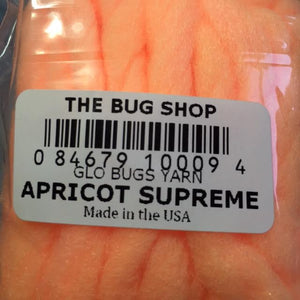 THE BUG SHOP
0 84679 10009 4
GLO BUGS YARN
APRICOT SUPREME
Made in the USA